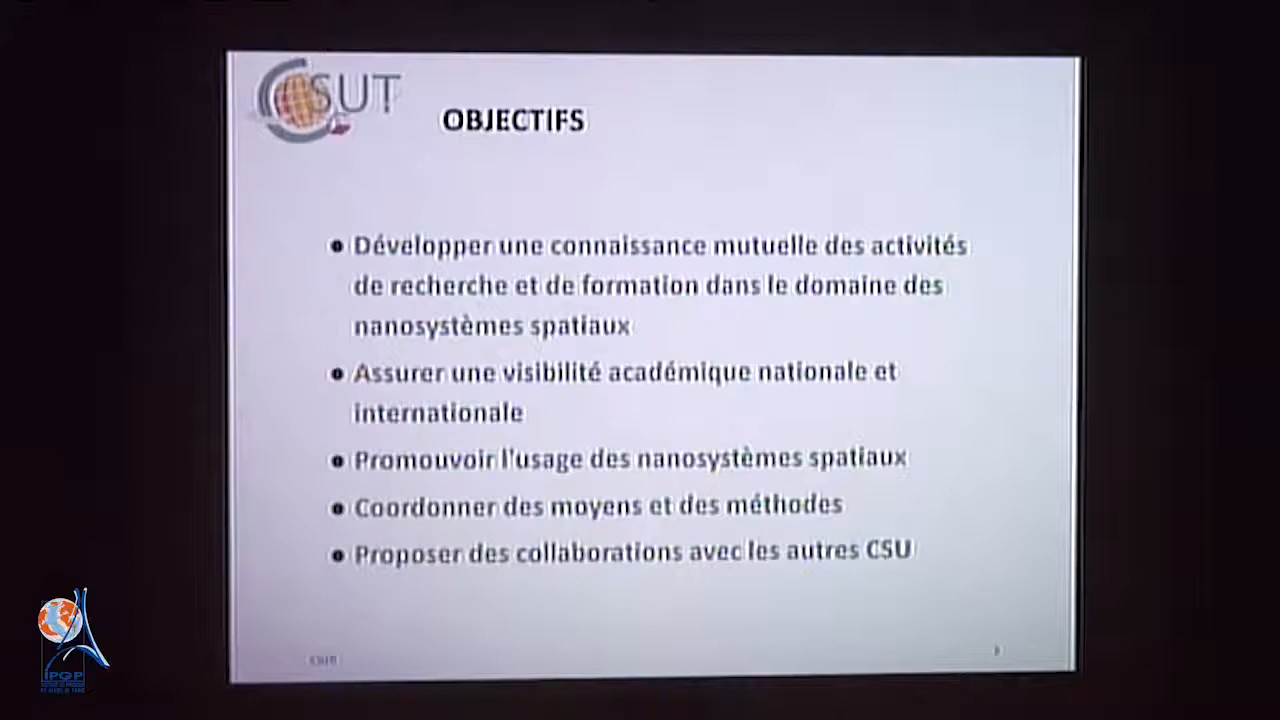 CSUT
OBJECTIFS
● Développer une connaissance mutuelle des activités
de recherche et de formation dans le domaine des
nanosystèmes spatiaux
● Assurer une visibilité académique nationale et
internationale
● Promouvoir l'usage des nanosystèmes spatiaux
● Coordonner des moyens et des méthodes
● Proposer des collaborations avec les autres CSU
IPGP